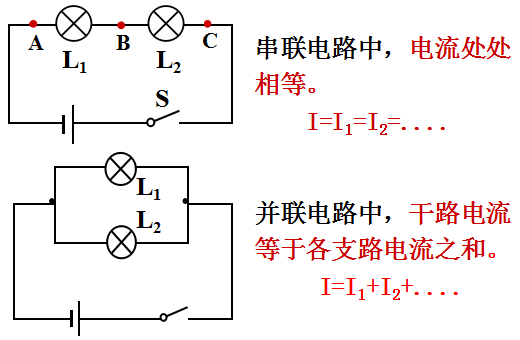 A B C
L1 L2
S
串联电路中，电流处处
相等。
I=I1=I2=....
L1
L2
并联电路中，干路电流
等于各支路电流之和。
I=I1+I2+....